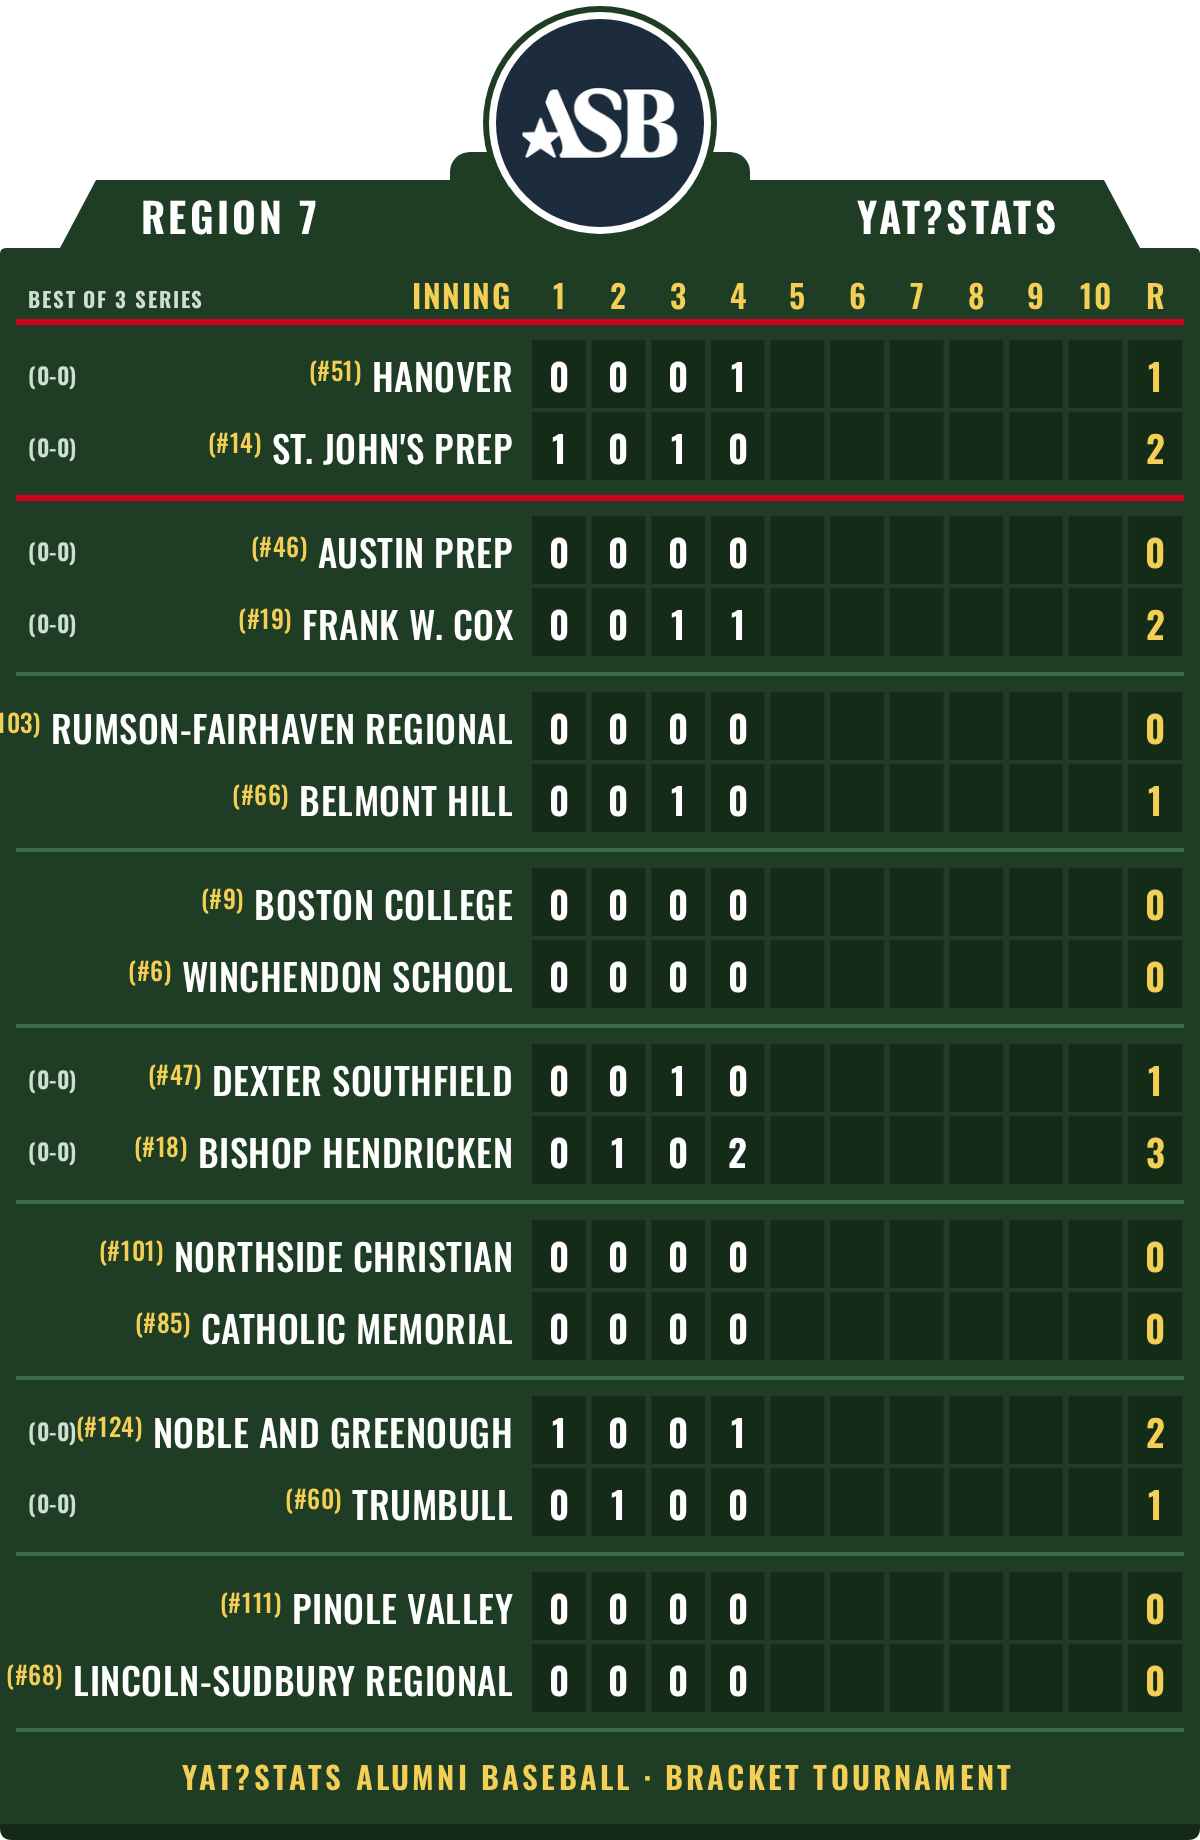 ASB
REGION 7 YAT?STATS
BEST OF 3 SERIES INNING 1 2 3 4 5 6 7 8 9 10 R
(0-0) (#51) HANOVER 0 0 0 1 1
(0-0) (#14) ST. JOHN'S PREP 1 0 1 0 2
(0-0) (#46) AUSTIN PREP 0 0 0 0 0
(0-0) (#19) FRANK W. COX 0 0 1 1 2
103) RUMSON-FAIRHAVEN REGIONAL 0 0 0 0 0
(#66) BELMONT HILL 0 0 1 0 1
(#9) BOSTON COLLEGE 0 0 0 0 0
(#6) WINCHENDON SCHOOL 0 0 0 0 0
(0-0) (#47) DEXTER SOUTHFIELD 0 0 1 0 1
(0-0) (#18) BISHOP HENDRICKEN 0 1 0 2 3
(#101) NORTHSIDE CHRISTIAN 0 0 0 0 0
(#85) CATHOLIC MEMORIAL 0 0 0 0 0
(0-0) (#124) NOBLE AND GREENOUGH 1 0 0 1 2
(0-0) (#60) TRUMBULL 0 1 0 0 1
(#111) PINOLE VALLEY 0 0 0 0 0
(#68) LINCOLN-SUDBURY REGIONAL 0 0 0 0 0
YAT?STATS ALUMNI BASEBALL · BRACKET TOURNAMENT